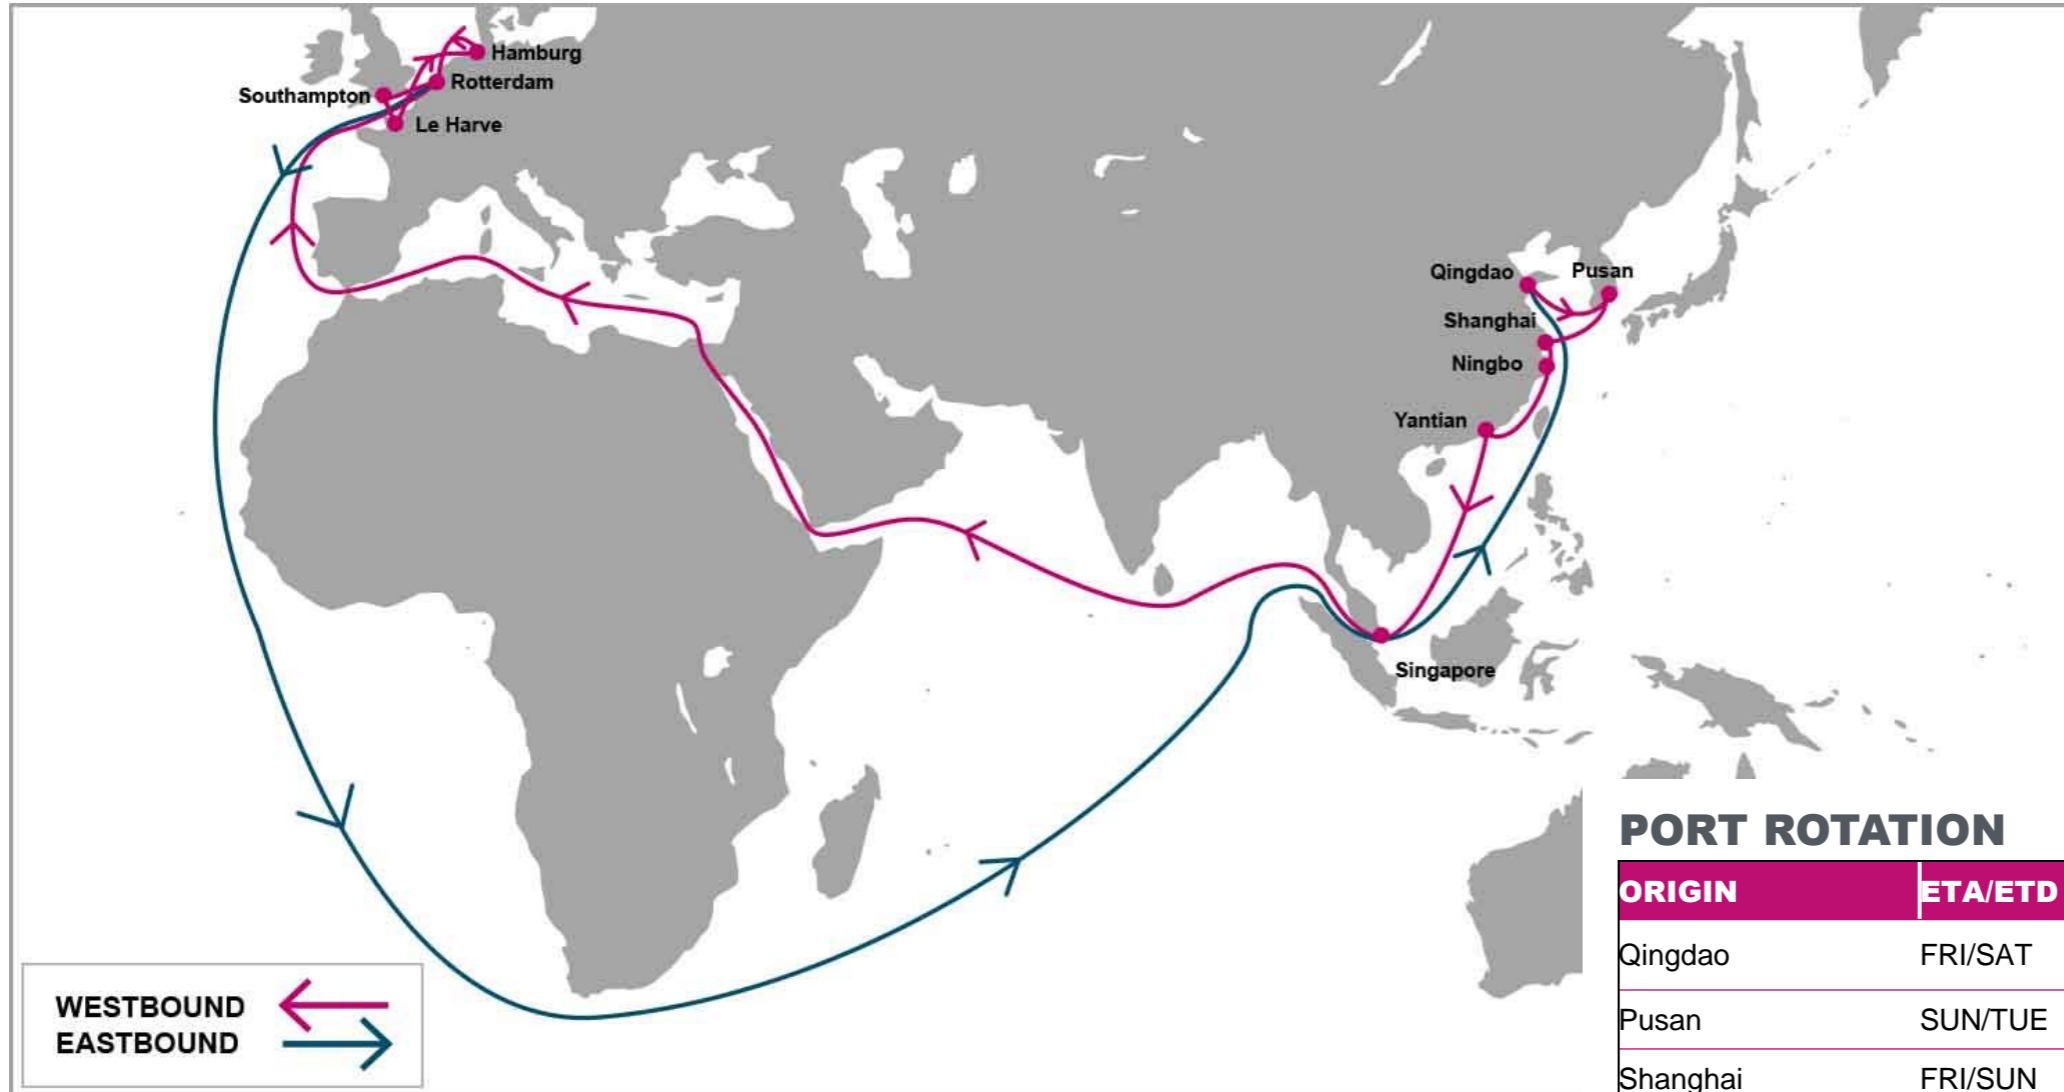 Hamburg
Rotterdam
Southampton
Le Harve
Qingdao
Pusan
Shanghai
Ningbo
Yantian
Singapore
PORT ROTATION
ORIGIN ETA/ETD
Qingdao FRI/SAT
Pusan SUN/TUE
Shanghai FRI/SUN
WESTBOUND
EASTBOUND